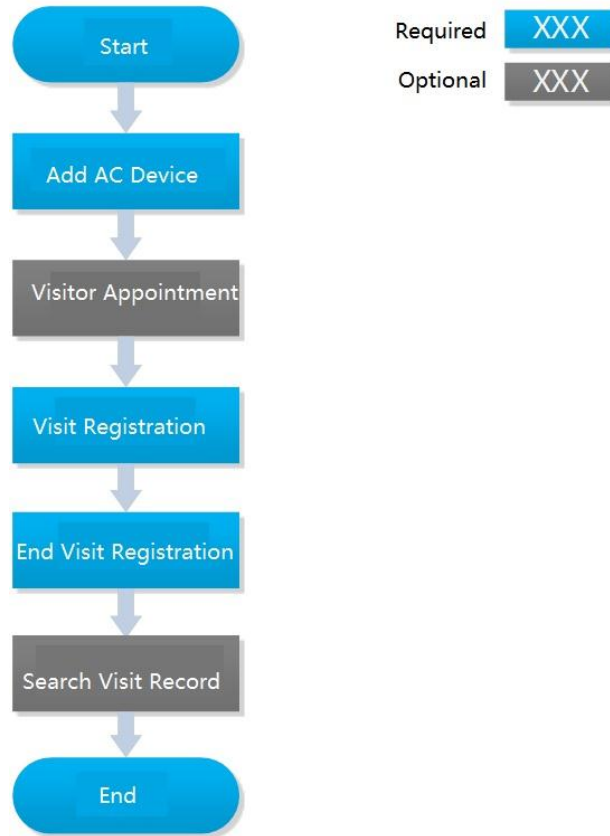 Start
Required XXX
Optional XXX
Add AC Device
Visitor Appointment
Visit Registration
End Visit Registration
Search Visit Record
End